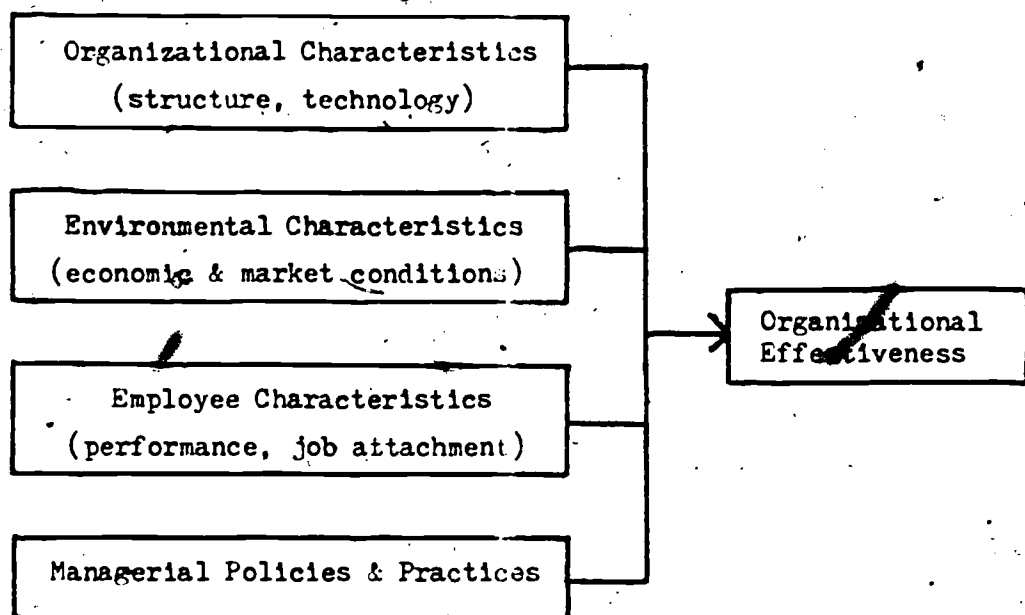 Organizational Characteristics
(structure, technology)
Environmental Characteristics
(economic & market conditions)
Employee Characteristics
(performance, job attachment)
Managerial Policies & Practices
Organizational
Effectiveness